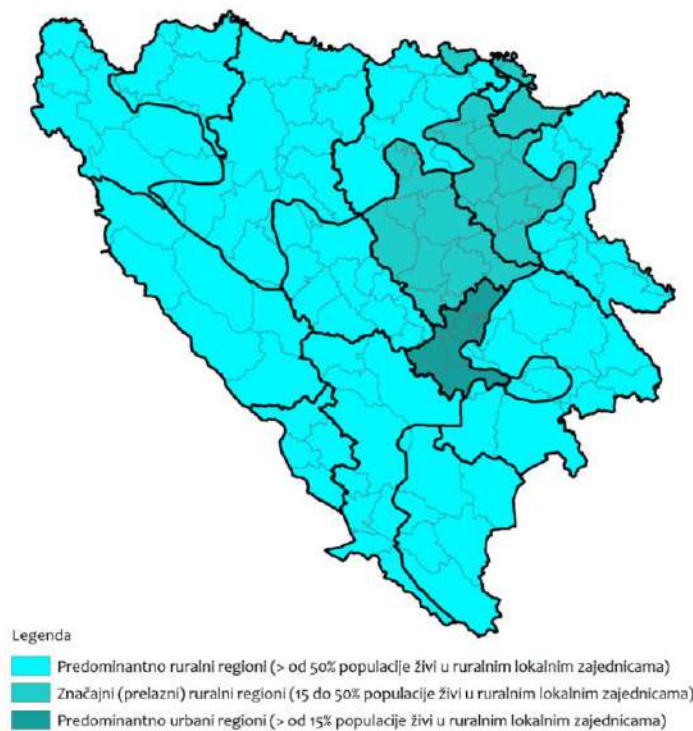 Legenda
Predominantno ruralni regioni (> od 50% populacije živi u ruralnim lokalnim zajednicama)
Značajni (prelazni) ruralni regioni (15 do 50% populacije živi u ruralnim lokalnim zajednicama)
Predominantno urbani regioni (> od 15% populacije živi u ruralnim lokalnim zajednicama)